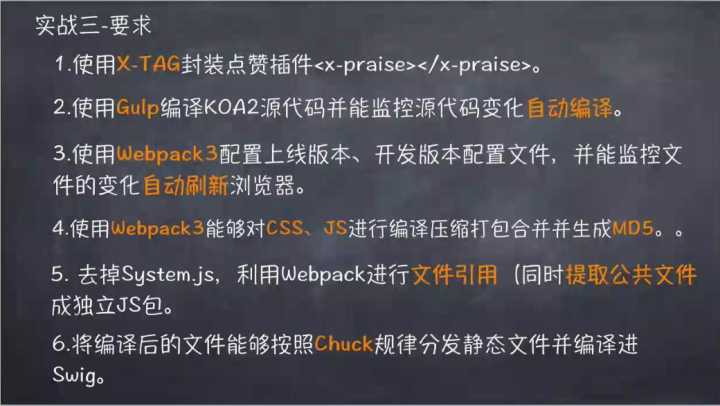 实战三-要求
1.使用X-TAG封装点赞插件<x-praise></x-praise>。
2.使用Gulp编译KOA2源代码并能监控源代码变化自动编译。
3.使用Webpack3配置上线版本、开发版本配置文件，并能监控文
件的变化自动刷新浏览器。
4.使用Webpack3能够对CSS、JS进行编译压缩打包合并并生成MD5。。
5. 去掉System.js，利用Webpack进行文件引用（同时提取公共文件
成独立JS包。
6.将编译后的文件能够按照Chuck规律分发静态文件并编译进
Swig。